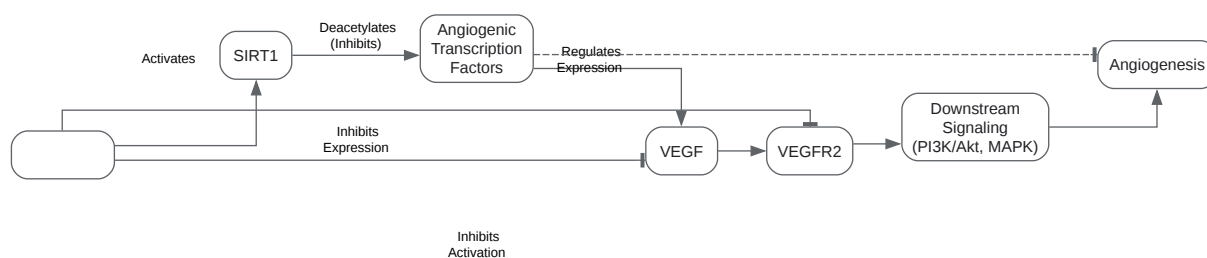 Activates
SIRT1
Deacetylates
(Inhibits)
Angiogenic
Transcription
Factors
Regulates
Expression
Angiogenesis
Inhibits
Expression
VEGF
VEGFR2
Downstream
Signaling
(PI3K/Akt, MAPK)
Inhibits
Activation